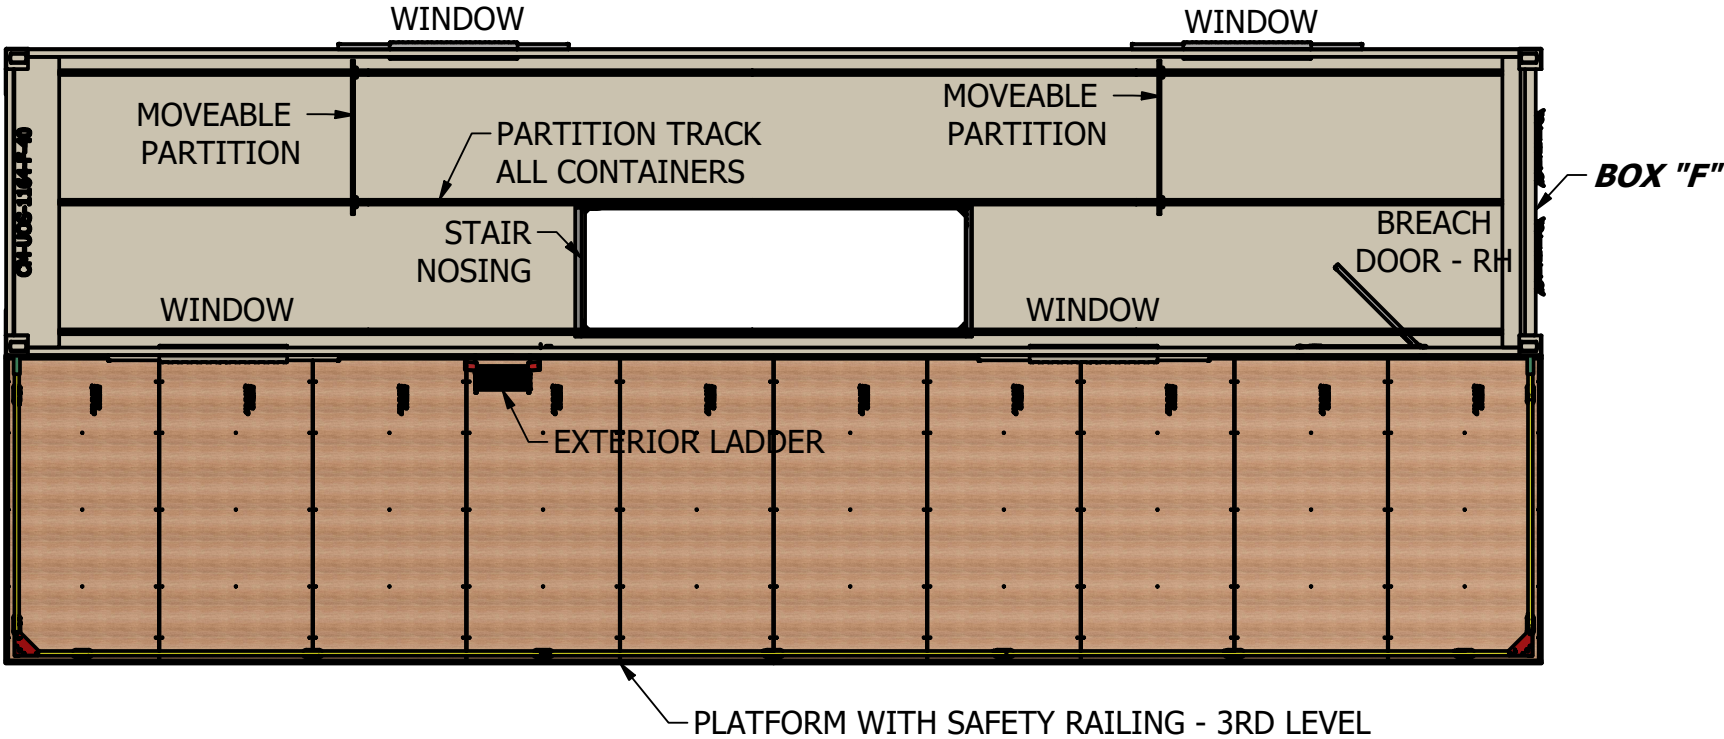 WINDOW
WINDOW
MOVEABLE
PARTITION
MOVEABLE
PARTITION
PARTITION TRACK
ALL CONTAINERS
BOX "F"
STAIR
NOSING
BREACH
DOOR - RH
WINDOW
WINDOW
EXTERIOR LADDER
PLATFORM WITH SAFETY RAILING - 3RD LEVEL